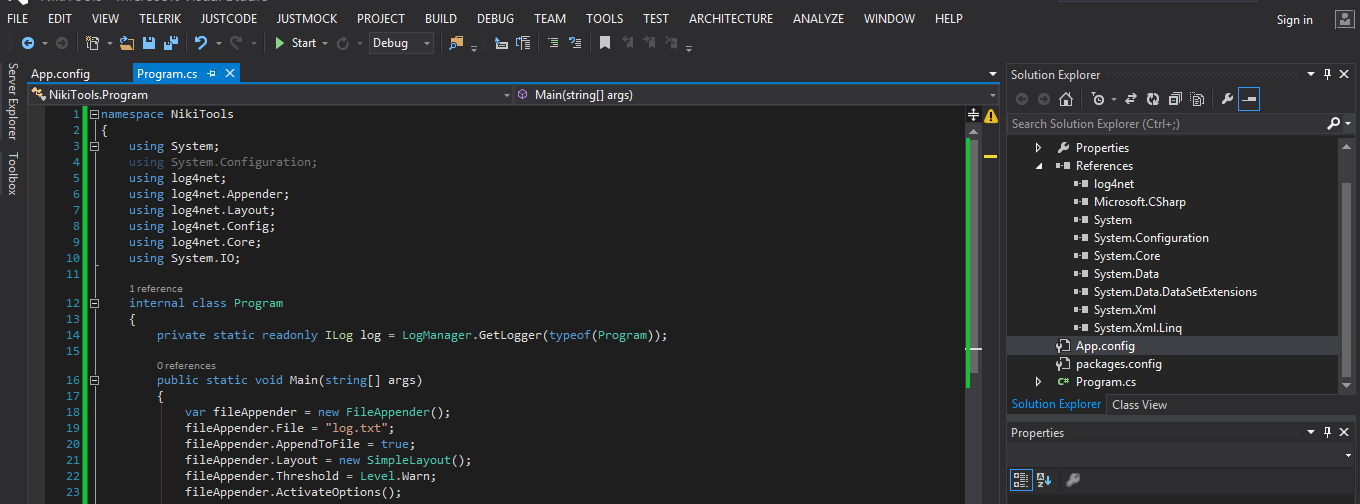 FILE EDIT VIEW TELERIK JUSTCODE JUSTMOCK PROJECT BUILD DEBUG TEAM TOOLS TEST ARCHITECTURE ANALYZE WINDOW HELP Sign in
Start Debug
Server Explorer
Toolbox
App.config Program.cs
NikiTools.Program Main(string[] args)
1 namespace NikiTools
2 {
3 using System;
4 using System.Configuration;
5 using log4net;
6 using log4net.Appender;
7 using log4net.Layout;
8 using log4net.Config;
9 using log4net.Core;
10 using System.IO;
11
1 reference
12 internal class Program
13 {
14 private static readonly ILog log = LogManager.GetLogger(typeof(Program));
15
0 references
16 public static void Main(string[] args)
17 {
18 var fileAppender = new FileAppender();
19 fileAppender.File = "log.txt";
20 fileAppender.AppendToFile = true;
21 fileAppender.Layout = new SimpleLayout();
22 fileAppender.Threshold = Level.Warn;
23 fileAppender.ActivateOptions();
Solution Explorer
Search Solution Explorer (Ctrl+;)
Properties
References
log4net
Microsoft.CSharp
System
System.Configuration
System.Core
System.Data
System.Data.DataSetExtensions
System.Xml
System.Xml.Linq
App.config
packages.config
C# Program.cs
Solution Explorer Class View
Properties